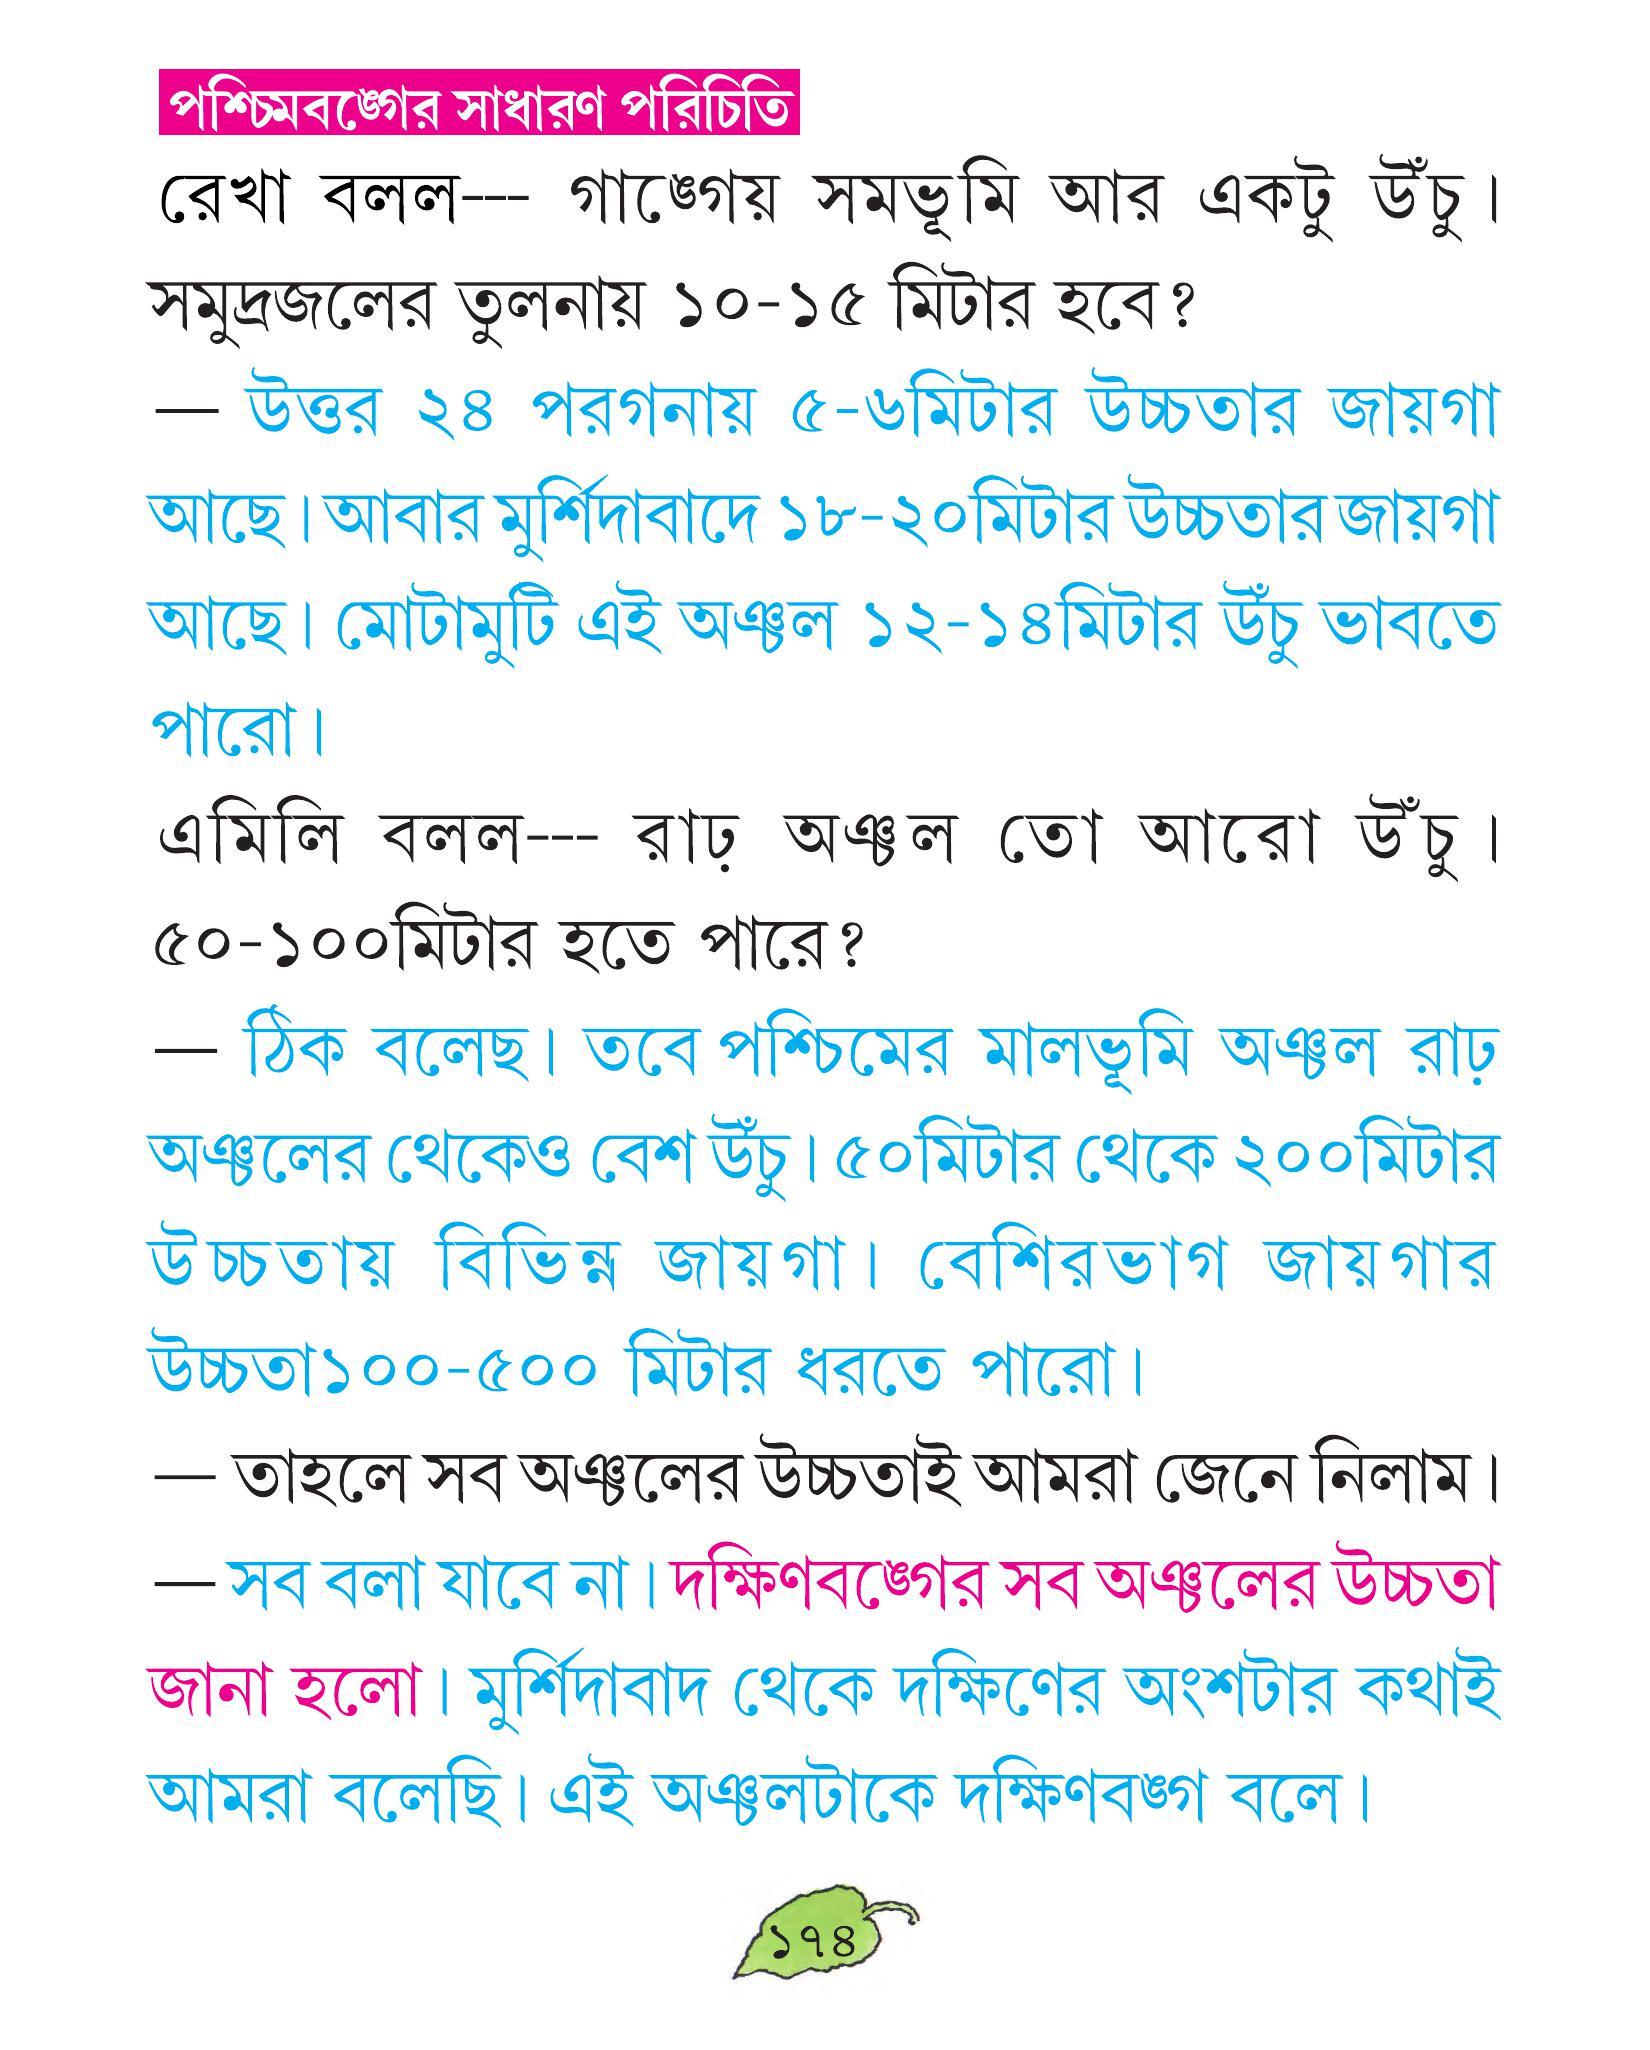 পশ্চিমবঙ্গের সাধারণ পরিচিতি
রেখা বলল--- গাঙ্গেয় সমভূমি আর একটু উঁচু।
সমুদ্রজলের তুলনায় ১০-১৫ মিটার হবে?
— উত্তর ২৪ পরগনায় ৫-৬মিটার উচ্চতার জায়গা
আছে। আবার মুর্শিদাবাদে ১৮-২০মিটার উচ্চতার জায়গা
আছে। মোটামুটি এই অঞ্চল ১২-১৪মিটার উঁচু ভাবতে
পারো।
এমিলি বলল--- রাঢ় অঞ্চল তো আরো উঁচু।
৫০-১০০মিটার হতে পারে?
— ঠিক বলেছ। তবে পশ্চিমের মালভূমি অঞ্চল রাঢ়
অঞ্চলের থেকেও বেশ উঁচু। ৫০মিটার থেকে ২০০মিটার
উচ্চতায় বিভিন্ন জায়গা। বেশিরভাগ জায়গার
উচ্চতা১০০-৫০০ মিটার ধরতে পারো।
— তাহলে সব অঞ্চলের উচ্চতাই আমরা জেনে নিলাম।
— সব বলা যাবে না। দক্ষিণবঙ্গের সব অঞ্চলের উচ্চতা
জানা হলো। মুর্শিদাবাদ থেকে দক্ষিণের অংশটার কথাই
আমরা বলেছি। এই অঞ্চলটাকে দক্ষিণবঙ্গ বলে।
১৭৪